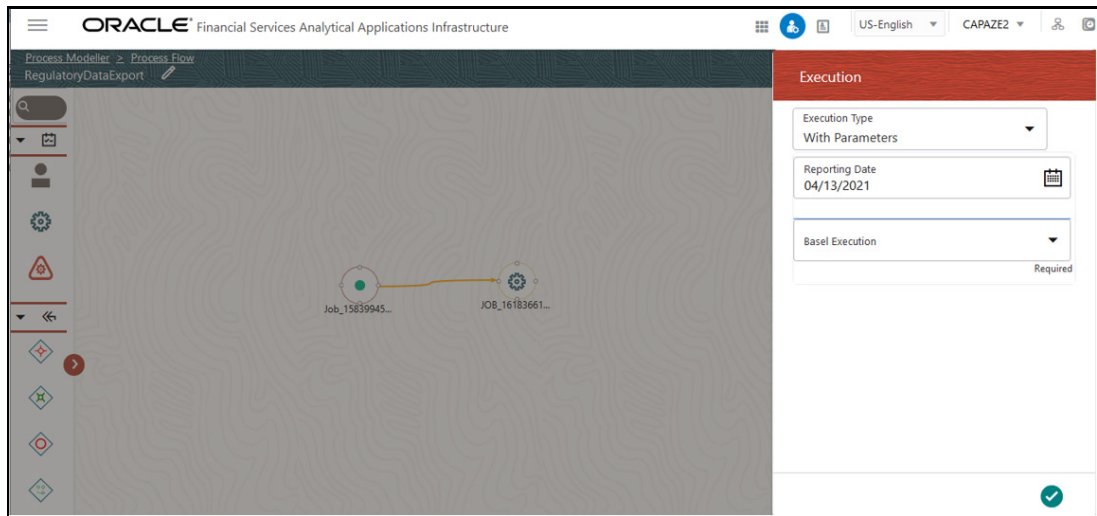 ORACLE® Financial Services Analytical Applications Infrastructure
US-English
CAPAZE2
Process Modeller > Process Flow
RegulatoryDataExport
Execution
Execution Type
With Parameters
Reporting Date
04/13/2021
Basel Execution
Required
Job_15839945...
JOB_16183661...